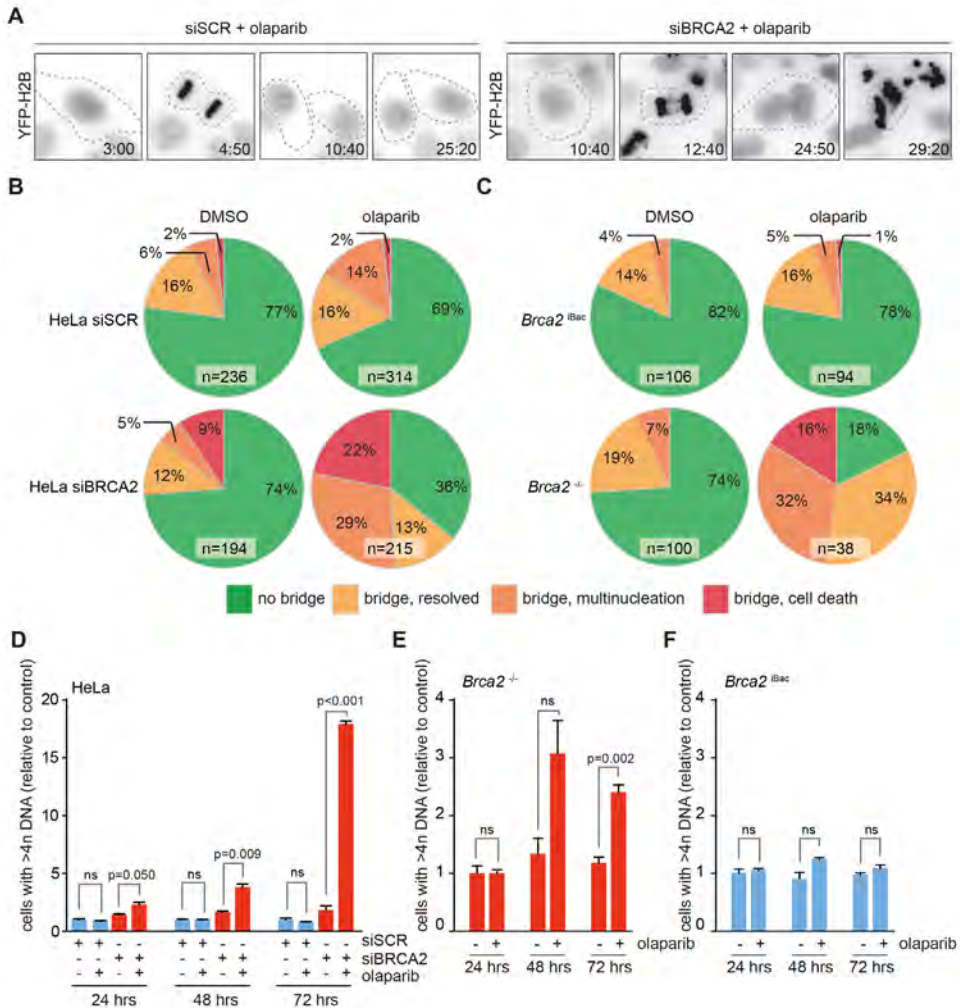 A
siSCR + olaparib
siBRCA2 + olaparib
YFP-H2B
3:00
4:50
10:40
25:20
YFP-H2B
10:40
12:40
24:50
29:20
B
C
DMSO
olaparib
DMSO
olaparib
2%
6%
16%
77%
n=236
2%
14%
16%
69%
n=314
HeLa siSCR
4%
14%
82%
n=106
5%
1%
16%
78%
n=94
Brca2 iBac
5%
9%
12%
74%
n=194
22%
36%
29%
13%
n=215
HeLa siBRCA2
7%
19%
74%
n=100
16%
18%
32%
34%
n=38
Brca2 -/-
no bridge
bridge, resolved
bridge, multinucleation
bridge, cell death
D
HeLa
cells with >4n DNA (relative to control)
20
15
10
5
0
ns
p=0.050
ns
p=0.009
ns
p<0.001
+ + - - + + - - + + - - siSCR
- - + + - - + + - - + + siBRCA2
- + - + - + - + - + - + olaparib
24 hrs
48 hrs
72 hrs
E
Brca2 -/-
cells with >4n DNA (relative to control)
4
3
2
1
0
ns
ns
p=0.002
- + - + - + olaparib
24 hrs
48 hrs
72 hrs
F
Brca2 iBac
cells with >4n DNA (relative to control)
4
3
2
1
0
ns
ns
ns
- + - + - + olaparib
24 hrs
48 hrs
72 hrs